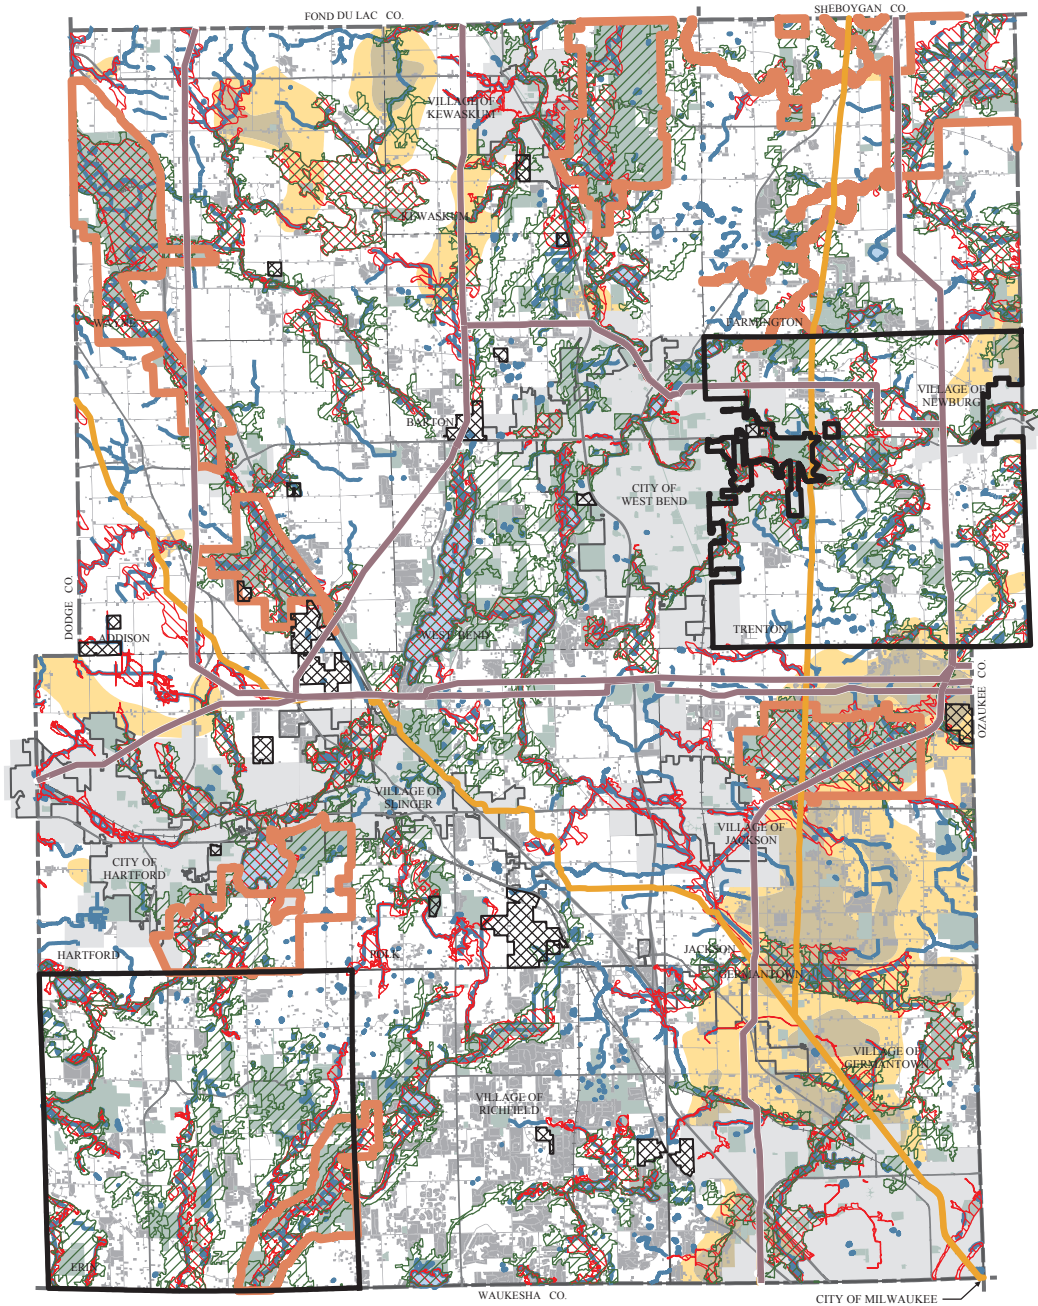 FOND DU LAC CO.
SHEBOYGAN CO.
VILLAGE OF
KEWASKUM
KEWASKUM
WAYNE
FARMINGTON
VILLAGE OF
NEWBURG
BARTON
CITY OF
WEST BEND
DODGE CO.
ADDISON
WEST BEND
TRENTON
OZAUKEE CO.
VILLAGE OF
SLINGER
VILLAGE OF
JACKSON
CITY OF
HARTFORD
HARTFORD
POLK
JACKSON
GERMANTOWN
VILLAGE OF
GERMANTOWN
VILLAGE OF
RICHFIELD
ERIN
WAUKESHA CO.
CITY OF MILWAUKEE